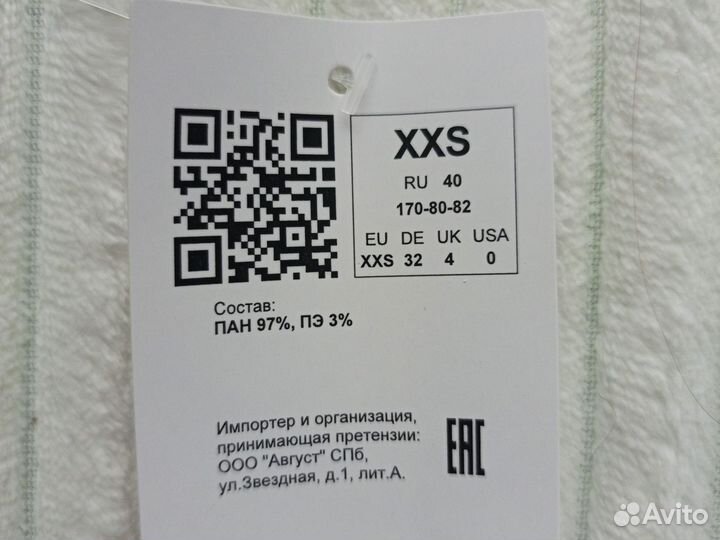 XXS
RU 40
170-80-82
EU DE UK USA
XXS 32 4 0
Состав:
ПАН 97%, ПЭ 3%
Импортер и организация,
принимающая претензии:
ООО "Август" СПб,
ул.Звездная, д.1, лит.А.
EAC
Avito